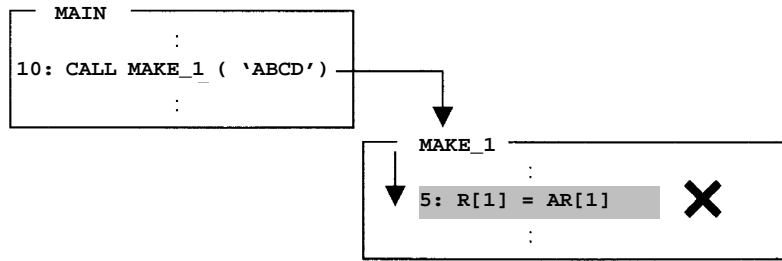 MAIN
:
10: CALL MAKE_1 ( ‘ABCD’)
:
MAKE_1
:
5: R[1] = AR[1]
: